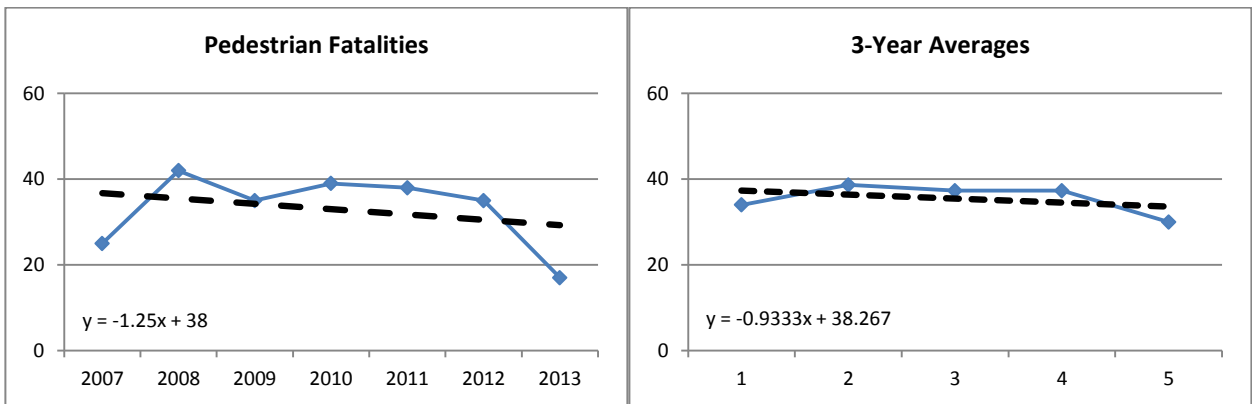 Pedestrian Fatalities
60
40
20
0
y = -1.25x + 38
2007 2008 2009 2010 2011 2012 2013
3-Year Averages
60
40
20
0
y = -0.9333x + 38.267
1 2 3 4 5